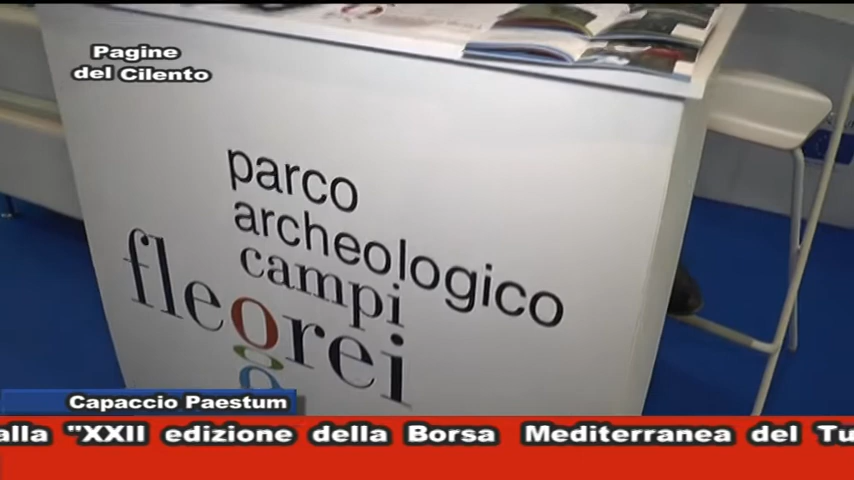 Pagine
del Cilento
parco
archeologico
campi
flegrei
Capaccio Paestum
alla "XXII edizione della Borsa Mediterranea del Tu